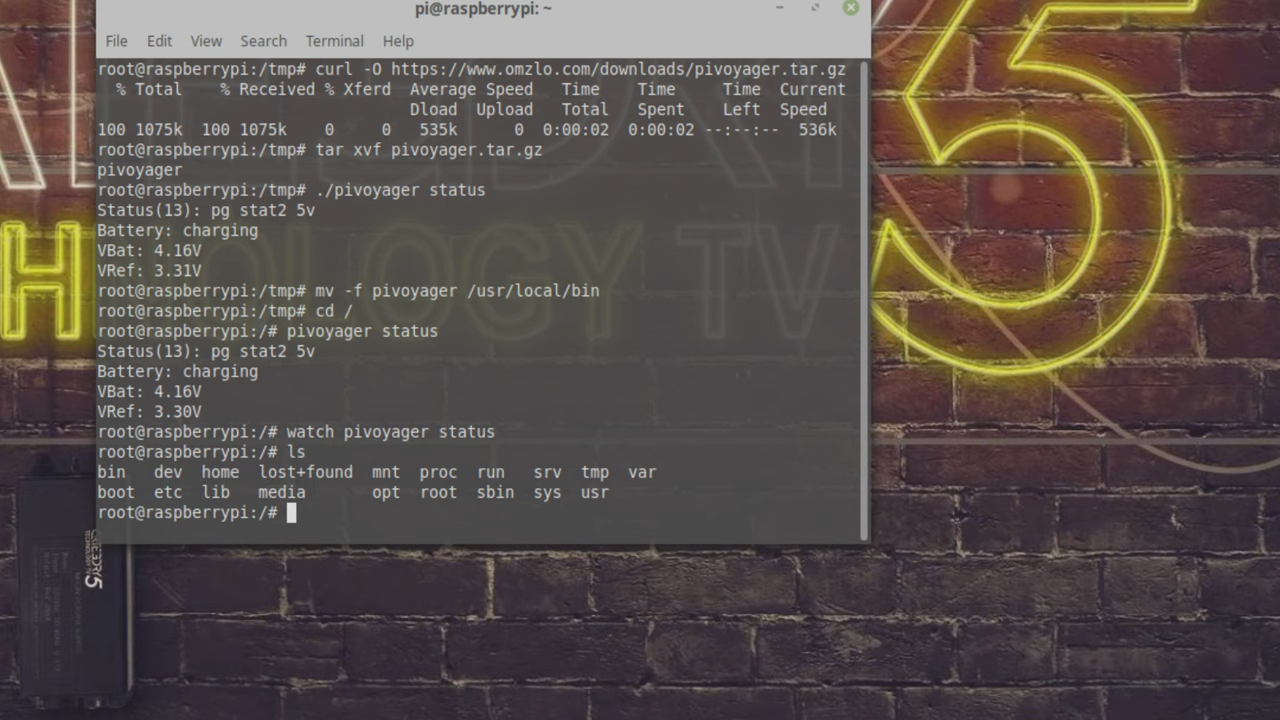 pi@raspberrypi: ~
File Edit View Search Terminal Help
root@raspberrypi:/tmp# curl -O https://www.omzlo.com/downloads/pivoyager.tar.gz
  % Total    % Received % Xferd  Average Speed   Time    Time     Time  Current
                                 Dload  Upload   Total   Spent    Left  Speed
100 1075k  100 1075k    0     0   535k      0  0:00:02  0:00:02 --:--:--  536k
root@raspberrypi:/tmp# tar xvf pivoyager.tar.gz
pivoyager
root@raspberrypi:/tmp# ./pivoyager status
Status(13): pg stat2 5v
Battery: charging
VBat: 4.16V
VRef: 3.31V
root@raspberrypi:/tmp# mv -f pivoyager /usr/local/bin
root@raspberrypi:/tmp# cd /
root@raspberrypi:/# pivoyager status
Status(13): pg stat2 5v
Battery: charging
VBat: 4.16V
VRef: 3.30V
root@raspberrypi:/# watch pivoyager status
root@raspberrypi:/# ls
bin   dev  home  lost+found  mnt  proc  run   srv  tmp  var
boot  etc  lib   media       opt  root  sbin  sys  usr
root@raspberrypi:/#
5
H OLOGY TV